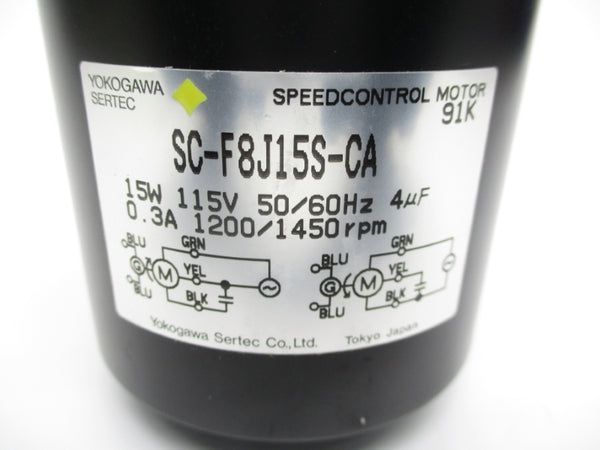 YOKOGAWA
SERTEC
SPEEDCONTROL MOTOR
91K
SC-F8J15S-CA
15W 115V 50/60Hz 4μF
0.3A 1200/1450rpm
BLU GRN
G M YEL
BLU BLK
BLU GRN
G M YEL
BLU BLK
Yokogawa Sertec Co.,Ltd. Tokyo Japan